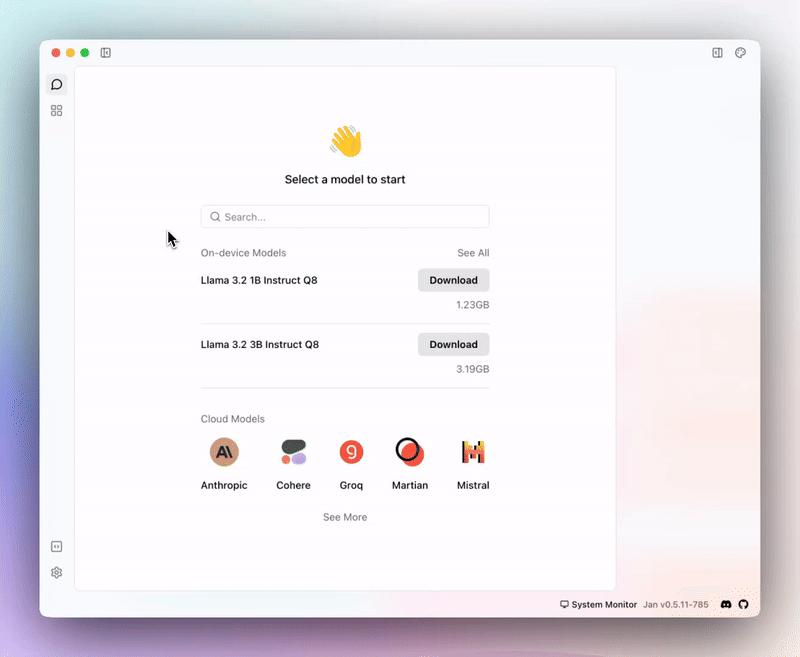 Select a model to start
Search...
On-device Models See All
Llama 3.2 1B Instruct Q8 Download
1.23GB
Llama 3.2 3B Instruct Q8 Download
3.19GB
Cloud Models
Anthropic Cohere Groq Martian Mistral
See More
System Monitor Jan v0.5.11-785